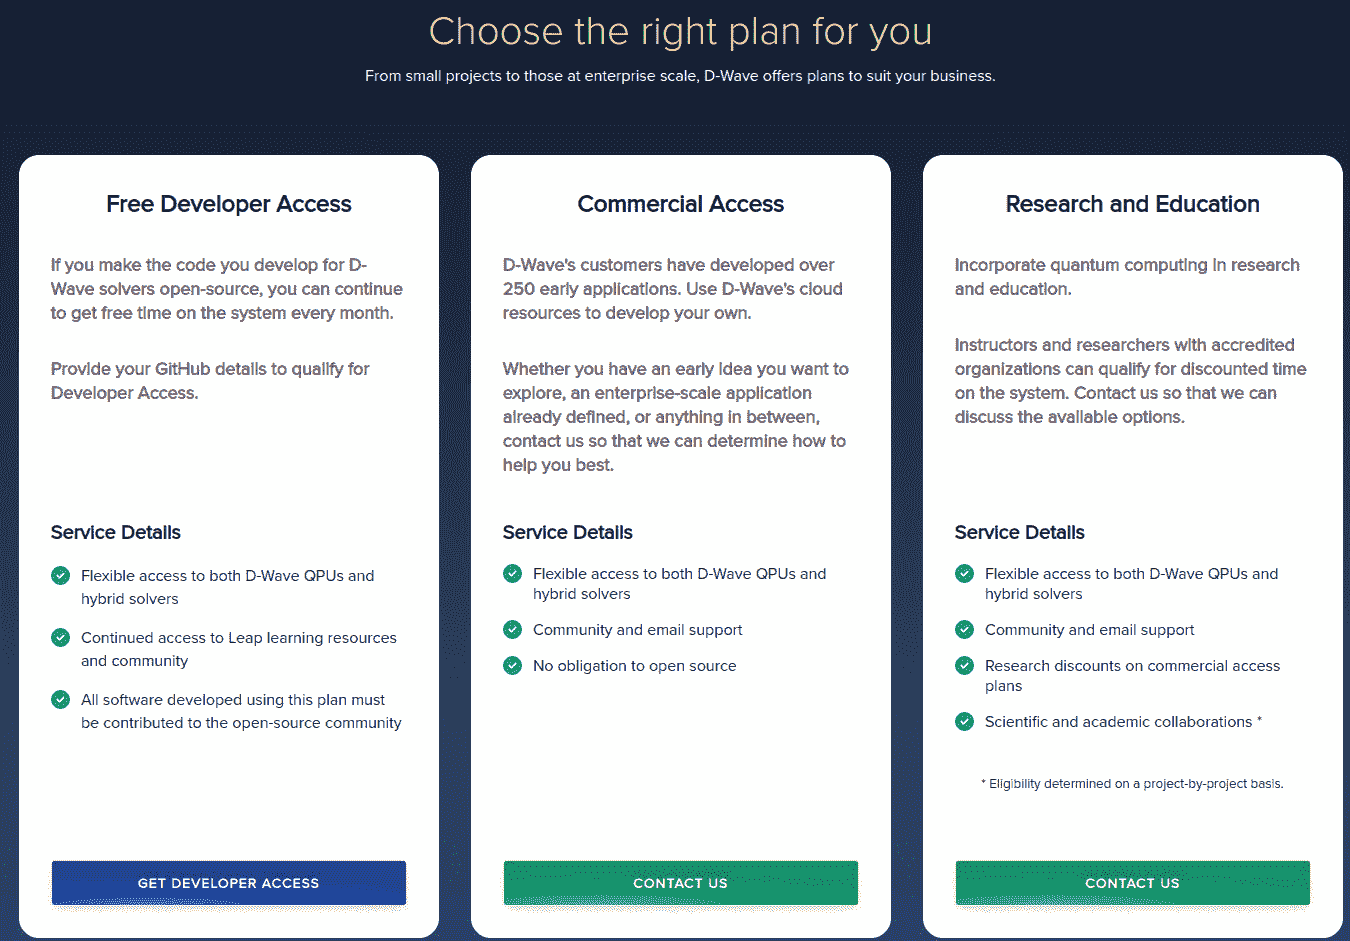 Choose the right plan for you
From small projects to those at enterprise scale, D-Wave offers plans to suit your business.
Free Developer Access
If you make the code you develop for D-
Wave solvers open-source, you can continue
to get free time on the system every month.
Provide your GitHub details to qualify for
Developer Access.
Service Details
Flexible access to both D-Wave QPUs and
hybrid solvers
Continued access to Leap learning resources
and community
All software developed using this plan must
be contributed to the open-source community
GET DEVELOPER ACCESS
Commercial Access
D-Wave's customers have developed over
250 early applications. Use D-Wave's cloud
resources to develop your own.
Whether you have an early idea you want to
explore, an enterprise-scale application
already defined, or anything in between,
contact us so that we can determine how to
help you best.
Service Details
Flexible access to both D-Wave QPUs and
hybrid solvers
Community and email support
No obligation to open source
CONTACT US
Research and Education
Incorporate quantum computing in research
and education.
Instructors and researchers with accredited
organizations can qualify for discounted time
on the system. Contact us so that we can
discuss the available options.
Service Details
Flexible access to both D-Wave QPUs and
hybrid solvers
Community and email support
Research discounts on commercial access
plans
Scientific and academic collaborations *
* Eligibility determined on a project-by-project basis.
CONTACT US